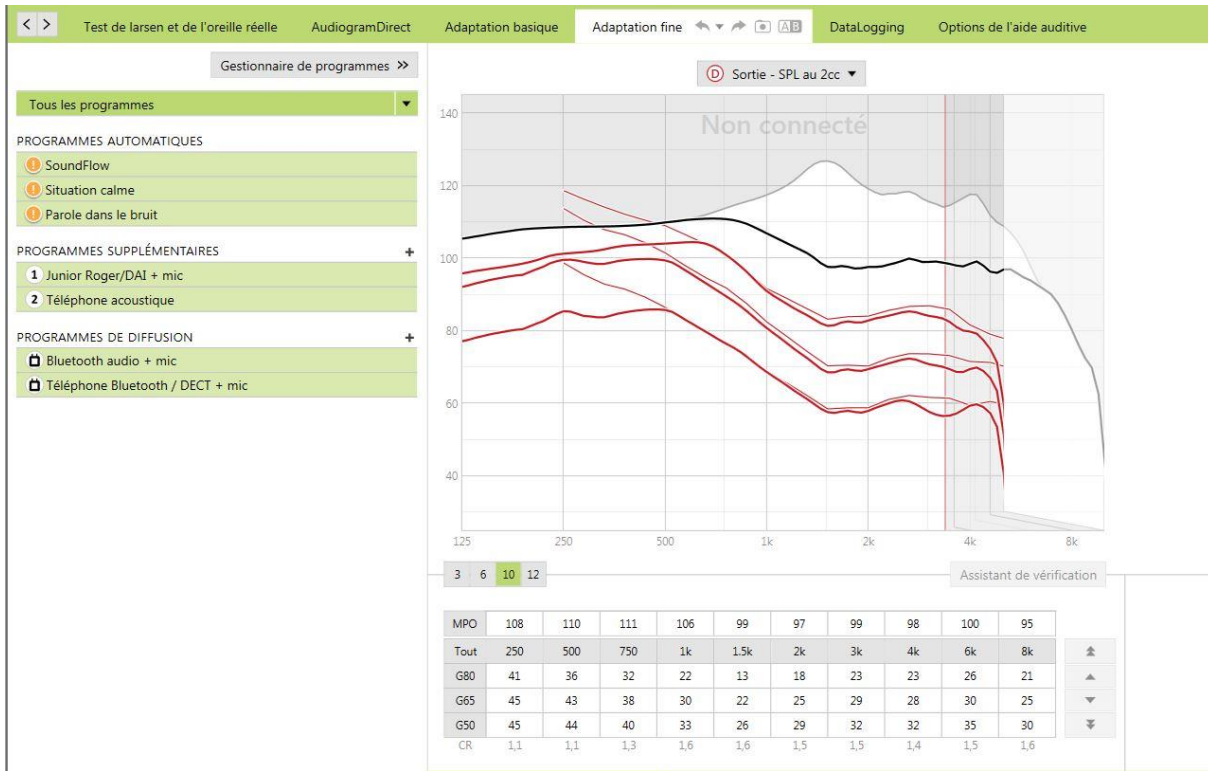 Test de larsen et de l'oreille réelle AudiogramDirect Adaptation basique Adaptation fine AB DataLogging Options de l'aide auditive
Gestionnaire de programmes
Tous les programmes
PROGRAMMES AUTOMATIQUES
SoundFlow
Situation calme
Parole dans le bruit
PROGRAMMES SUPPLÉMENTAIRES +
1 Junior Roger/DAI + mic
2 Téléphone acoustique
PROGRAMMES DE DIFFUSION +
Bluetooth audio + mic
Téléphone Bluetooth / DECT + mic
D Sortie - SPL au 2cc
Non connecté
140
120
100
80
60
40
125 250 500 1k 2k 4k 8k
3 6 10 12 Assistant de vérification
MPO 108 110 111 106 99 97 99 98 100 95
Tout 250 500 750 1k 1.5k 2k 3k 4k 6k 8k
G80 41 36 32 22 13 18 23 23 26 21
G65 45 43 38 30 22 25 29 28 30 25
G50 45 44 40 33 26 29 32 32 35 30
CR 1,1 1,1 1,3 1,6 1,6 1,5 1,5 1,4 1,5 1,6